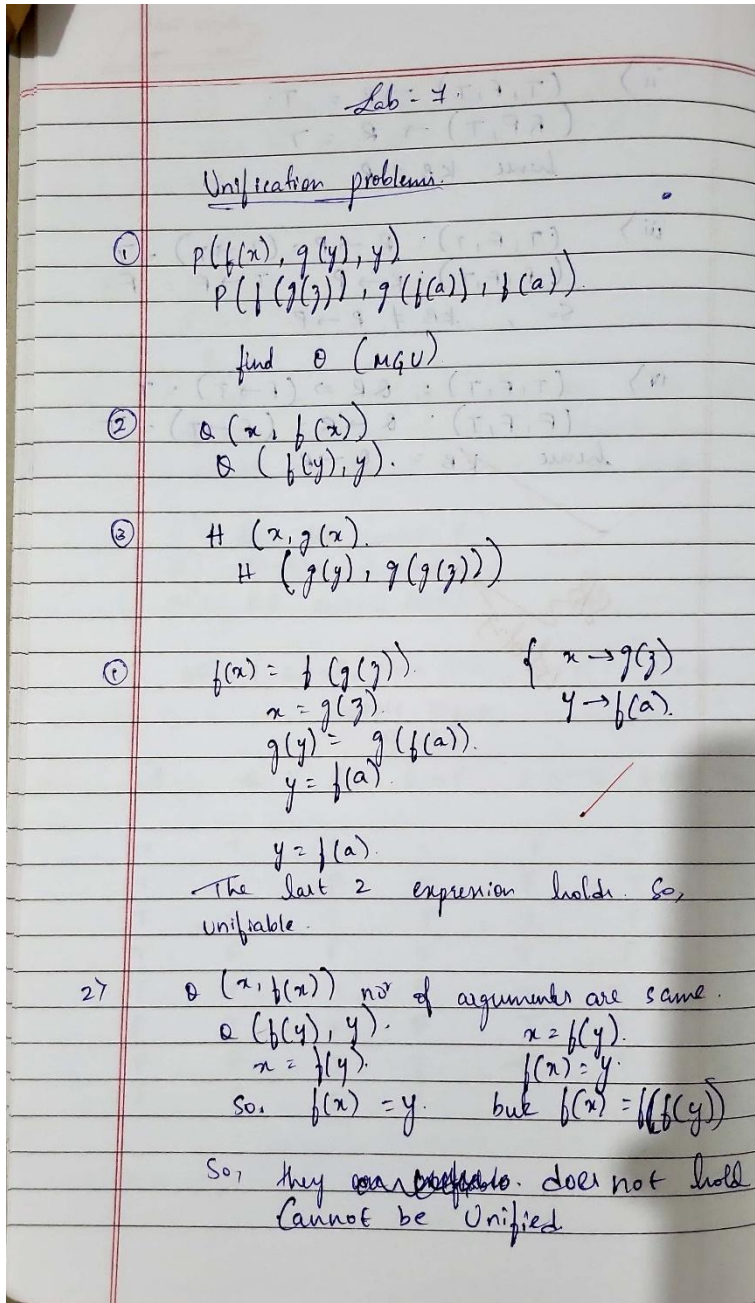 Lab - 7.
Unification problems.
① P(f(x), g(y), y)
P(f(g(z)), g(f(a)), f(a)).
find θ (MGU)
② Q (x, f(x))
Q (f(y), y).
③ H (x, g(x).
H (g(y), g(g(z)))
① f(x) = f (g(z)). { x → g(z)
x = g(z). y → f(a).
g(y) = g(f(a)).
y = f(a)
y = f(a).
The last 2 expression holds. So,
unifiable.
2> Q (x, f(x)) no of arguments are same.
Q (f(y), y). x = f(y).
x = f(y). f(x) = y.
So, f(x) = y. but f(x) = f(f(y))
So, they does not hold
Cannot be Unified